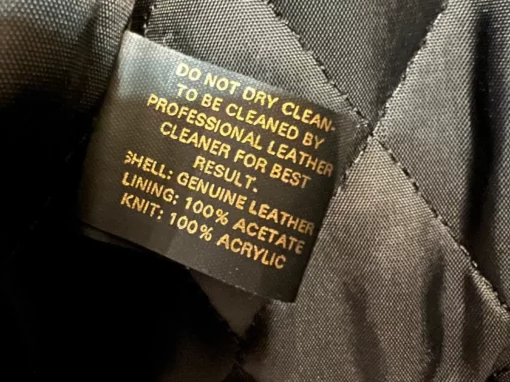 DO NOT DRY CLEAN-
TO BE CLEANED BY
PROFESSIONAL LEATHER
CLEANER FOR BEST
RESULT.
SHELL: GENUINE LEATHER
LINING: 100% ACETATE
KNIT: 100% ACRYLIC